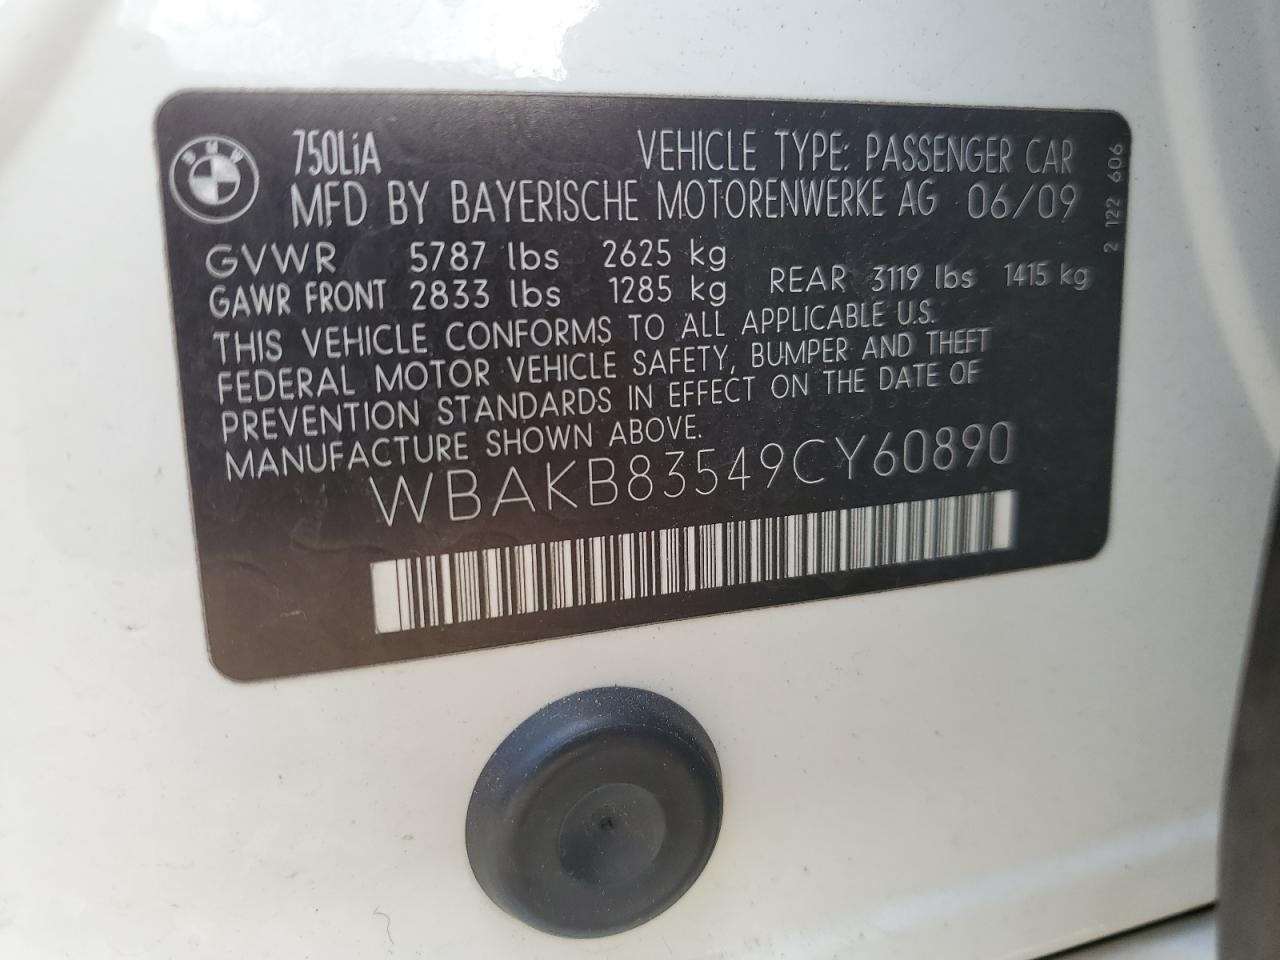 BMW
750LiA VEHICLE TYPE: PASSENGER CAR
MFD BY BAYERISCHE MOTORENWERKE AG 06/09
GVWR 5787 lbs 2625 kg
GAWR FRONT 2833 lbs 1285 kg REAR 3119 lbs 1415 kg
THIS VEHICLE CONFORMS TO ALL APPLICABLE U.S.
FEDERAL MOTOR VEHICLE SAFETY, BUMPER AND THEFT
PREVENTION STANDARDS IN EFFECT ON THE DATE OF
MANUFACTURE SHOWN ABOVE.
WBAKB83549CY60890
2 122 606